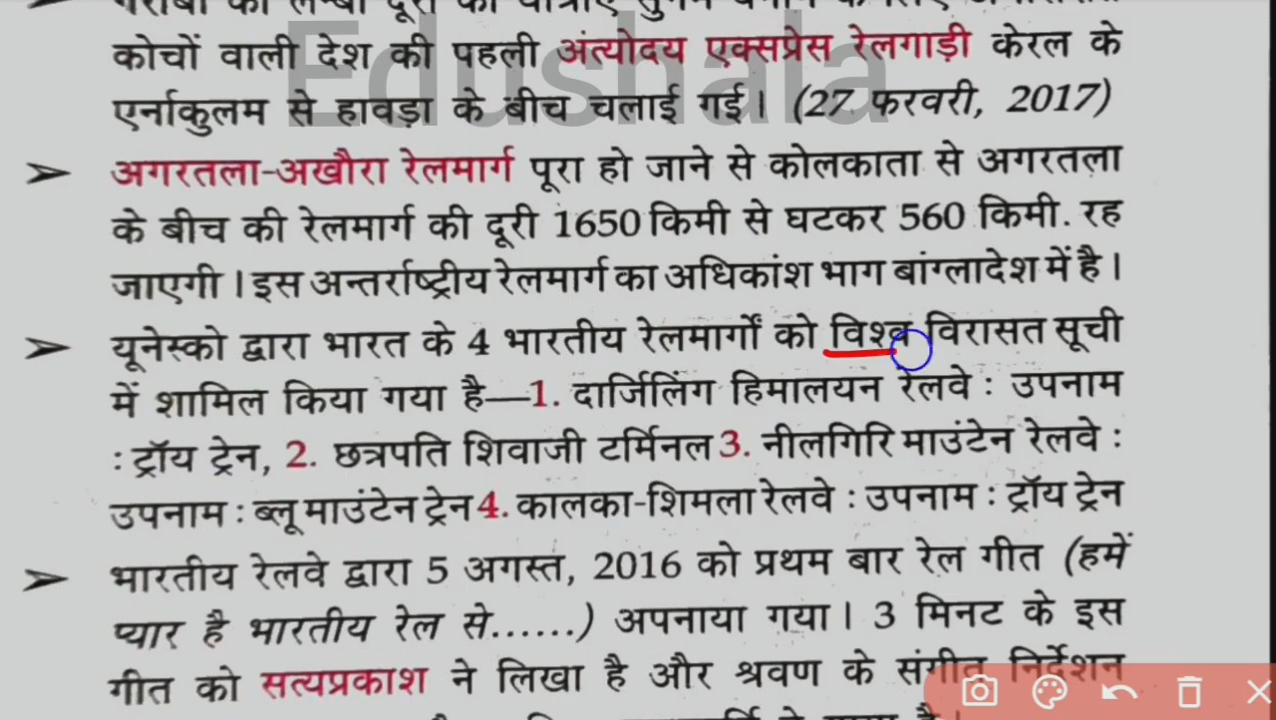 कोचों वाली देश की पहली अंत्योदय एक्सप्रेस रेलगाड़ी केरल के
एर्नाकुलम से हावड़ा के बीच चलाई गई। (27 फरवरी, 2017)
Edushala
➤ अगरतला-अखौरा रेलमार्ग पूरा हो जाने से कोलकाता से अगरतला
के बीच की रेलमार्ग की दूरी 1650 किमी से घटकर 560 किमी. रह
जाएगी । इस अन्तर्राष्ट्रीय रेलमार्ग का अधिकांश भाग बांग्लादेश में है ।
➤ यूनेस्को द्वारा भारत के 4 भारतीय रेलमार्गों को विश्व विरासत सूची
में शामिल किया गया है—1. दार्जिलिंग हिमालयन रेलवे : उपनाम
: ट्रॉय ट्रेन, 2. छत्रपति शिवाजी टर्मिनल 3. नीलगिरि माउंटेन रेलवे :
उपनाम : ब्लू माउंटेन ट्रेन 4. कालका-शिमला रेलवे : उपनाम : ट्रॉय ट्रेन
➤ भारतीय रेलवे द्वारा 5 अगस्त, 2016 को प्रथम बार रेल गीत (हमें
प्यार है भारतीय रेल से......) अपनाया गया। 3 मिनट के इस
गीत को सत्यप्रकाश ने लिखा है और श्रवण के संगीत निर्देशन